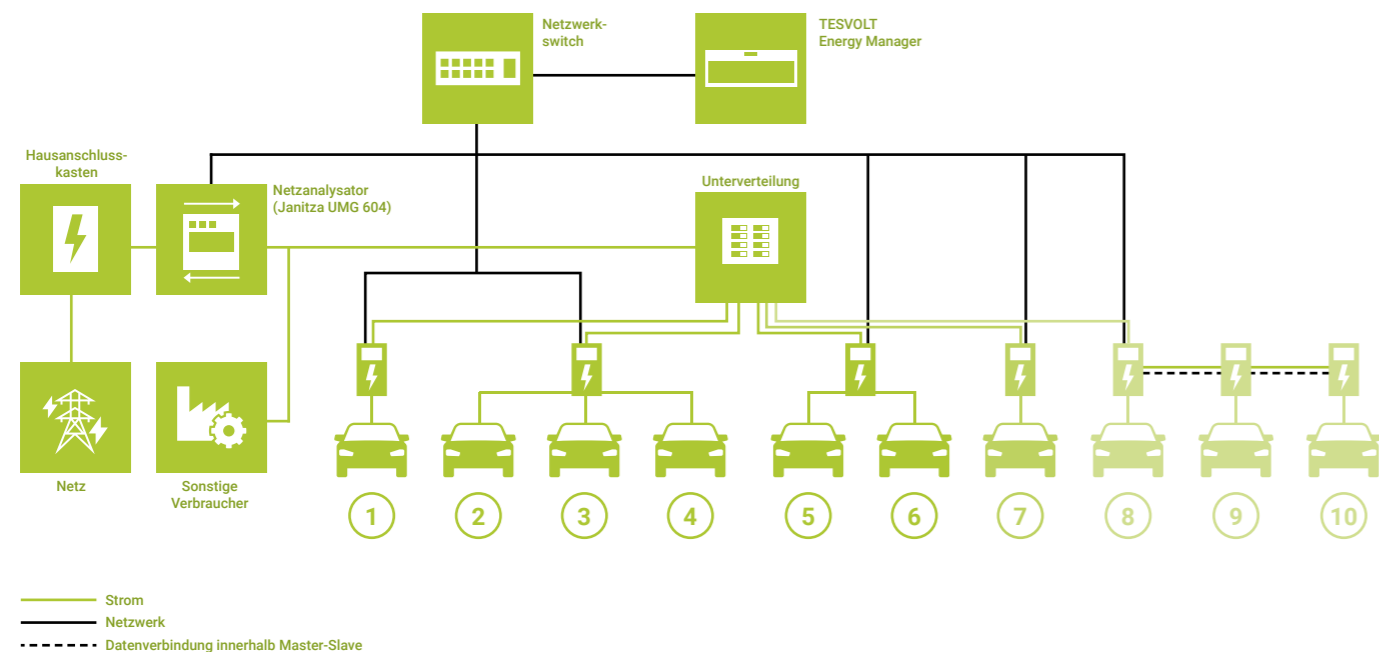 Netzwerk-
switch
TESVOLT
Energy Manager
Hausanschluss-
kasten
Netzanalysator
(Janitza UMG 604)
Unterverteilung
Netz
Sonstige
Verbraucher
1
2
3
4
5
6
7
8
9
10
Strom
Netzwerk
Datenverbindung innerhalb Master-Slave